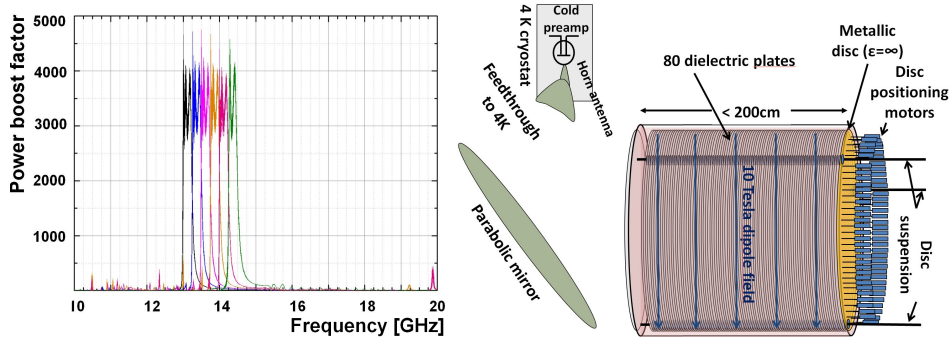 Power boost factor
5000
4000
3000
2000
1000
10
12
14
16
18
20
Frequency [GHz]
4 K cryostat
Cold
preamp
Horn antenna
Feedthrough
to 4K
Parabolic mirror
80 dielectric plates
< 200cm
10 Tesla dipole field
Metallic
disc (ε=∞)
Disc
positioning
motors
Disc
suspension